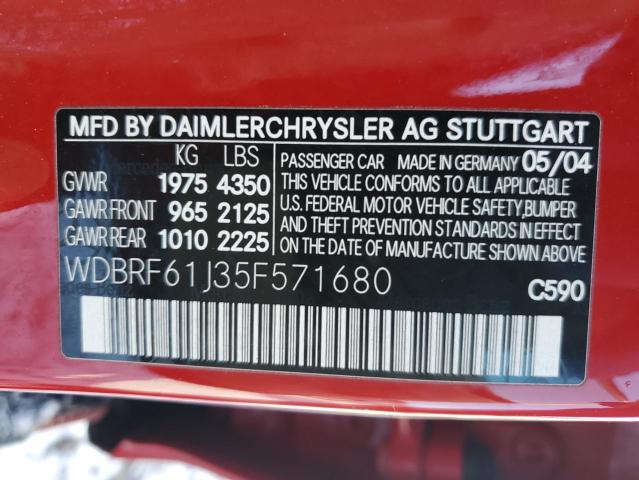 MFD BY DAIMLERCHRYSLER AG STUTTGART
KG LBS
GVWR 1975 4350
GAWR FRONT 965 2125
GAWR REAR 1010 2225
PASSENGER CAR MADE IN GERMANY 05/04
THIS VEHICLE CONFORMS TO ALL APPLICABLE
U.S. FEDERAL MOTOR VEHICLE SAFETY, BUMPER
AND THEFT PREVENTION STANDARDS IN EFFECT
ON THE DATE OF MANUFACTURE SHOWN ABOVE
WDBRF61J35F571680
C590